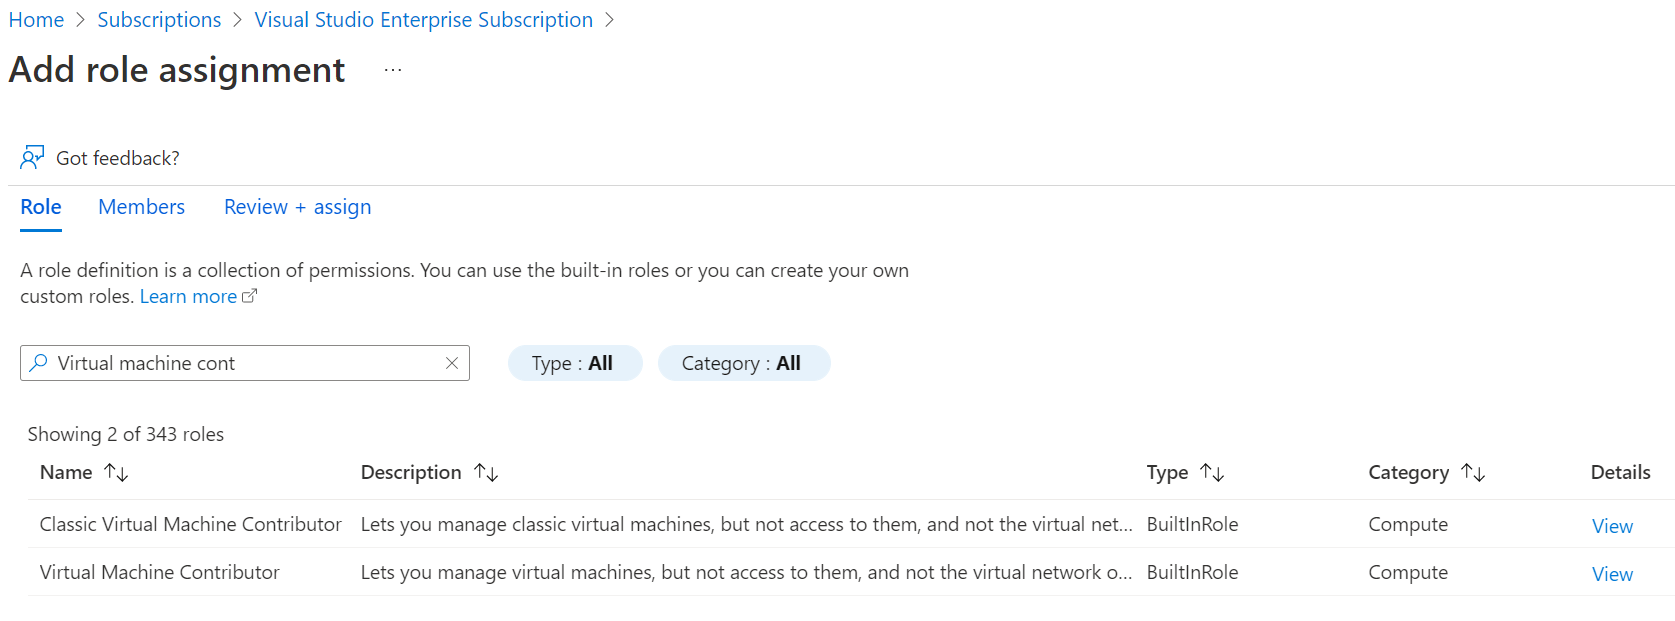 Home > Subscriptions > Visual Studio Enterprise Subscription >
Add role assignment ...
Got feedback?
Role Members Review + assign
A role definition is a collection of permissions. You can use the built-in roles or you can create your own
custom roles. Learn more
Virtual machine cont Type : All Category : All
Showing 2 of 343 roles
Name Description Type Category Details
Classic Virtual Machine Contributor Lets you manage classic virtual machines, but not access to them, and not the virtual net... BuiltInRole Compute View
Virtual Machine Contributor Lets you manage virtual machines, but not access to them, and not the virtual network o... BuiltInRole Compute View